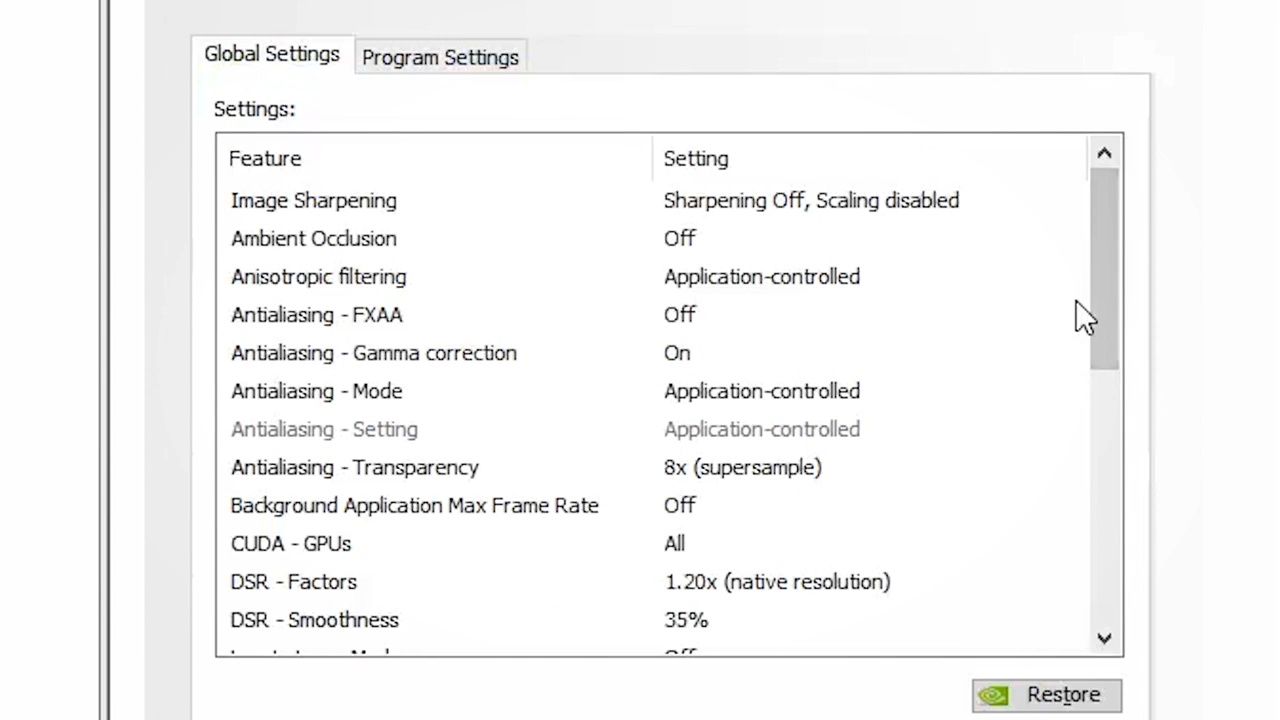 Global Settings
Program Settings
Settings:
Feature Setting
Image Sharpening Sharpening Off, Scaling disabled
Ambient Occlusion Off
Anisotropic filtering Application-controlled
Antialiasing - FXAA Off
Antialiasing - Gamma correction On
Antialiasing - Mode Application-controlled
Antialiasing - Setting Application-controlled
Antialiasing - Transparency 8x (supersample)
Background Application Max Frame Rate Off
CUDA - GPUs All
DSR - Factors 1.20x (native resolution)
DSR - Smoothness 35%
Restore